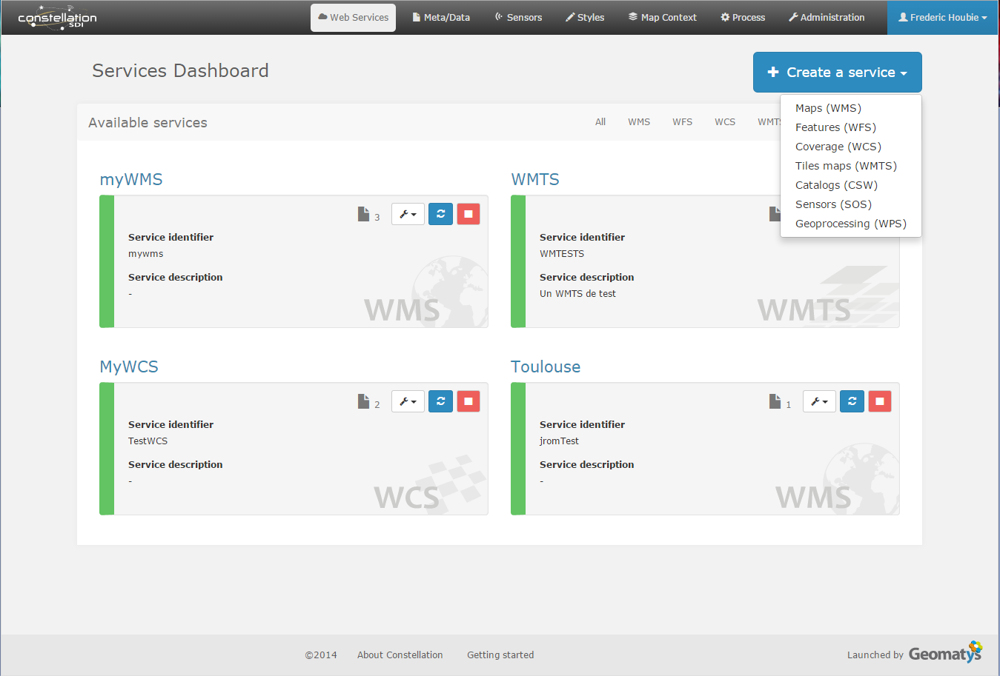 constellation
SDI
Web Services
Meta/Data
Sensors
Styles
Map Context
Process
Administration
Frederic Houbie
Services Dashboard
Create a service
Maps (WMS)
Features (WFS)
Coverage (WCS)
Tiles maps (WMTS)
Catalogs (CSW)
Sensors (SOS)
Geoprocessing (WPS)
Available services
All
WMS
WFS
WCS
WMTS
myWMS
3
Service identifier
mywms
Service description
-
WMS
WMTS
Service identifier
WMTESTS
Service description
Un WMTS de test
WMTS
MyWCS
2
Service identifier
TestWCS
Service description
-
WCS
Toulouse
1
Service identifier
jromTest
Service description
-
WMS
©2014
About Constellation
Getting started
Launched by Geomatys